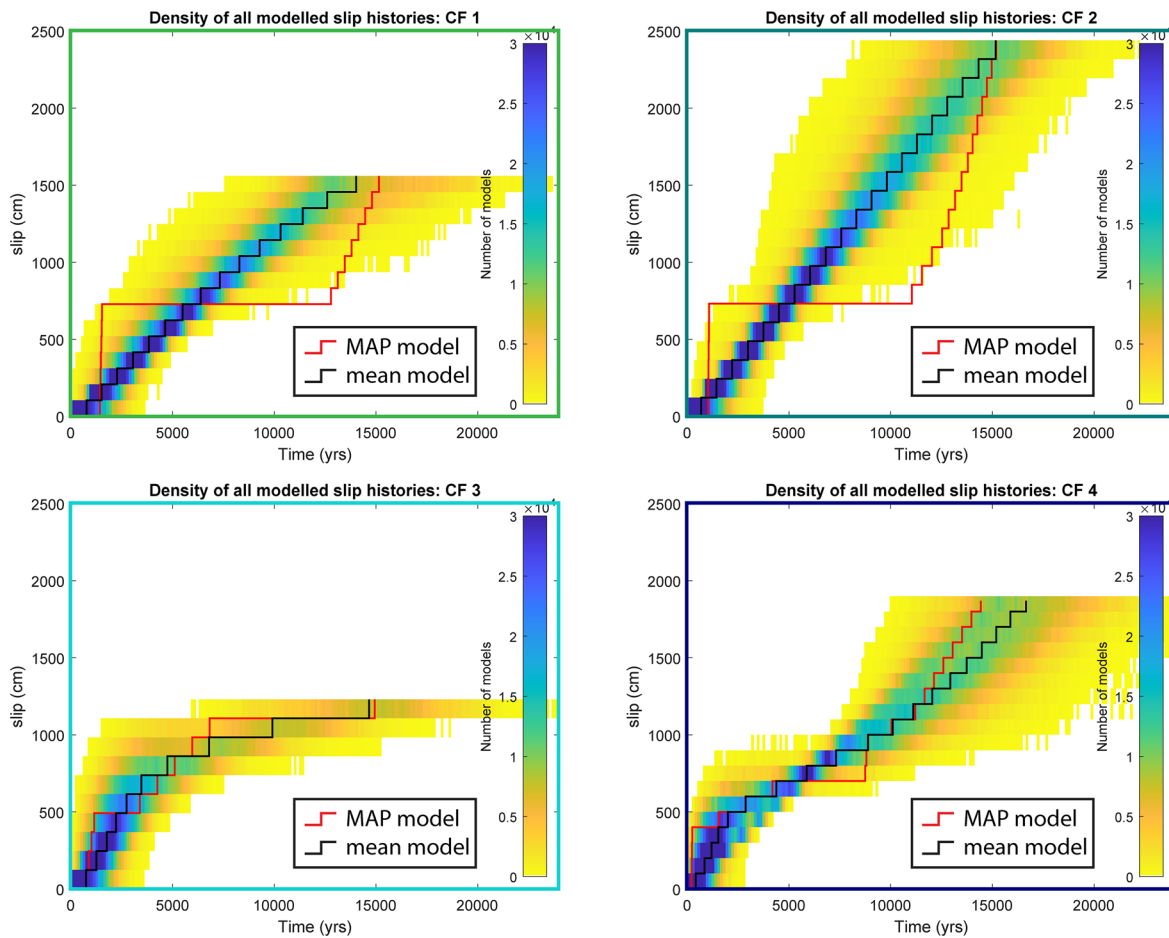 Density of all modelled slip histories: CF 1
2500
2000
1500
1000
500
0
slip (cm)
0 5000 10000 15000 20000
Time (yrs)
MAP model
mean model
Number of models
3
2.5
2
1.5
1
0.5
0
Density of all modelled slip histories: CF 2
2500
2000
1500
1000
500
0
slip (cm)
0 5000 10000 15000 20000
Time (yrs)
MAP model
mean model
Number of models
3
2.5
2
1.5
1
0.5
0
Density of all modelled slip histories: CF 3
2500
2000
1500
1000
500
0
slip (cm)
0 5000 10000 15000 20000
Time (yrs)
MAP model
mean model
Number of models
3
2.5
2
1.5
1
0.5
0
Density of all modelled slip histories: CF 4
2500
2000
1500
1000
500
0
slip (cm)
0 5000 10000 15000 20000
Time (yrs)
MAP model
mean model
Number of models
3
2.5
2
1.5
1
0.5
0